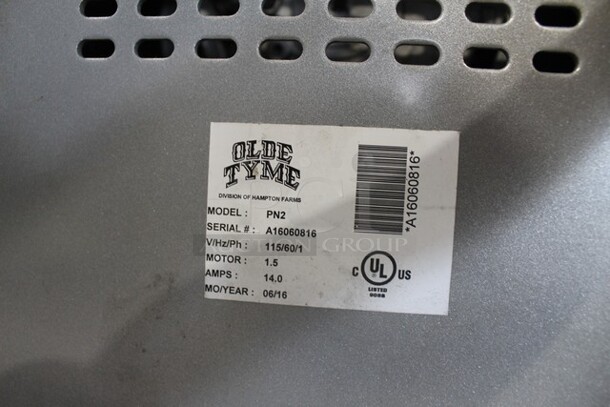 OLDE
TYME
DIVISION OF HAMPTON FARMS
MODEL : PN2
SERIAL # : A16060816
V/Hz/Ph : 115/60/1
MOTOR : 1.5
AMPS : 14.0
MO/YEAR : 06/16
*A16060816*
C UL US
LISTED
GROUP